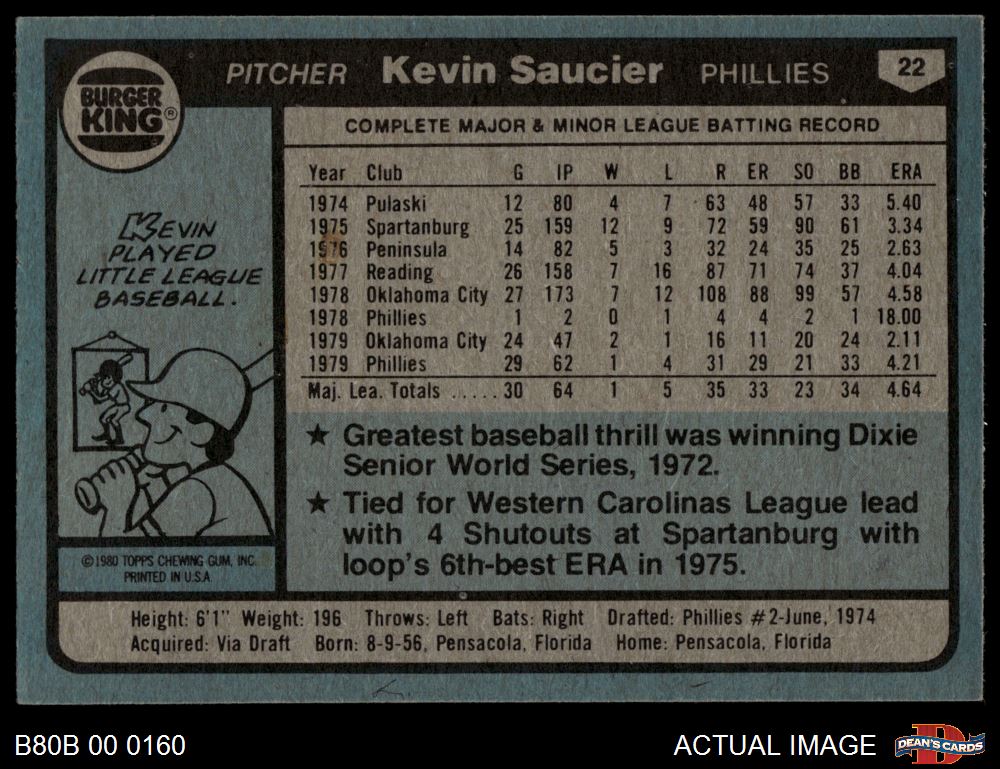 BURGER
KING®
PITCHER Kevin Saucier PHILLIES 22
COMPLETE MAJOR & MINOR LEAGUE BATTING RECORD
Year Club G IP W L R ER SO BB ERA
1974 Pulaski 12 80 4 7 63 48 57 33 5.40
1975 Spartanburg 25 159 12 9 72 59 90 61 3.34
1976 Peninsula 14 82 5 3 32 24 35 25 2.63
1977 Reading 26 158 7 16 87 71 74 37 4.04
1978 Oklahoma City 27 173 7 12 108 88 99 57 4.58
1978 Phillies 1 2 0 1 4 4 2 1 18.00
1979 Oklahoma City 24 47 2 1 16 11 20 24 2.11
1979 Phillies 29 62 1 4 31 29 21 33 4.21
Maj. Lea. Totals ..... 30 64 1 5 35 33 23 34 4.64
KEVIN
PLAYED
LITTLE LEAGUE
BASEBALL.
★ Greatest baseball thrill was winning Dixie
Senior World Series, 1972.
★ Tied for Western Carolinas League lead
with 4 Shutouts at Spartanburg with
loop's 6th-best ERA in 1975.
©1980 TOPPS CHEWING GUM, INC.
PRINTED IN U.S.A.
Height: 6'1" Weight: 196 Throws: Left Bats: Right Drafted: Phillies #2-June, 1974
Acquired: Via Draft Born: 8-9-56, Pensacola, Florida Home: Pensacola, Florida
B80B 00 0160
ACTUAL IMAGE
D
DEAN'S CARDS